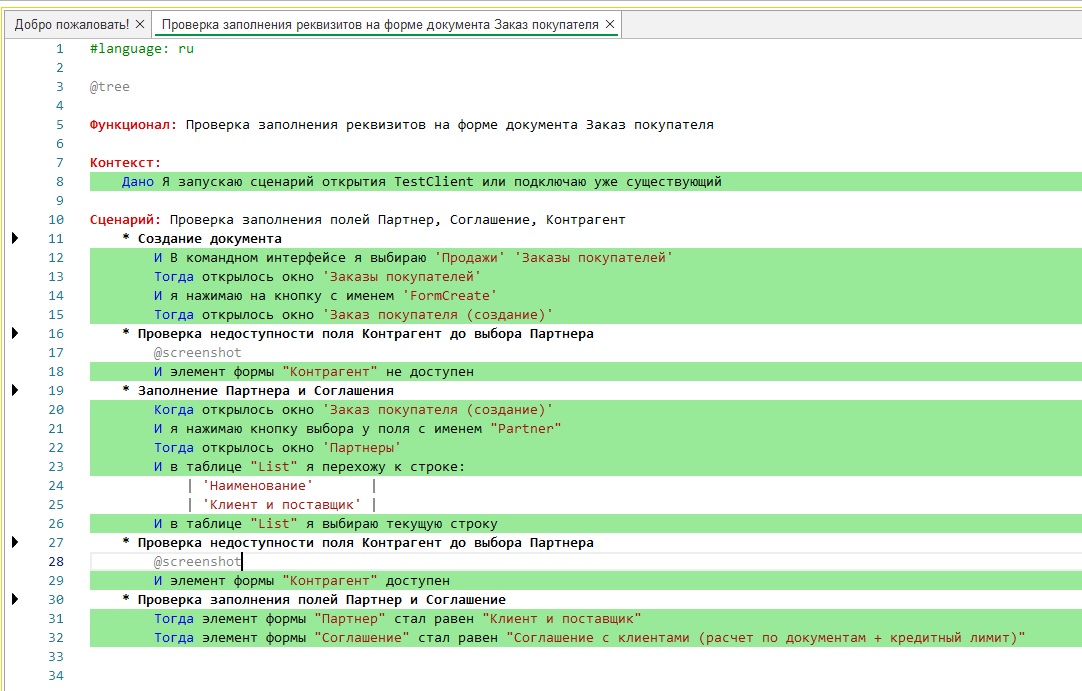 Добро пожаловать! × Проверка заполнения реквизитов на форме документа Заказ покупателя ×
1 #language: ru
2
3 @tree
4
5 Функционал: Проверка заполнения реквизитов на форме документа Заказ покупателя
6
7 Контекст:
8 Дано Я запускаю сценарий открытия TestClient или подключаю уже существующий
9
10 Сценарий: Проверка заполнения полей Партнер, Соглашение, Контрагент
11 * Создание документа
12 И В командном интерфейсе я выбираю 'Продажи' 'Заказы покупателей'
13 Тогда открылось окно 'Заказы покупателей'
14 И я нажимаю на кнопку с именем 'FormCreate'
15 Тогда открылось окно 'Заказ покупателя (создание)'
16 * Проверка недоступности поля Контрагент до выбора Партнера
17 @screenshot
18 И элемент формы "Контрагент" не доступен
19 * Заполнение Партнера и Соглашения
20 Когда открылось окно 'Заказ покупателя (создание)'
21 И я нажимаю кнопку выбора у поля с именем "Partner"
22 Тогда открылось окно 'Партнеры'
23 И в таблице "List" я перехожу к строке:
24 | 'Наименование' |
25 | 'Клиент и поставщик' |
26 И в таблице "List" я выбираю текущую строку
27 * Проверка недоступности поля Контрагент до выбора Партнера
28 @screenshot
29 И элемент формы "Контрагент" доступен
30 * Проверка заполнения полей Партнер и Соглашение
31 Тогда элемент формы "Партнер" стал равен "Клиент и поставщик"
32 Тогда элемент формы "Соглашение" стал равен "Соглашение с клиентами (расчет по документам + кредитный лимит)"
33
34